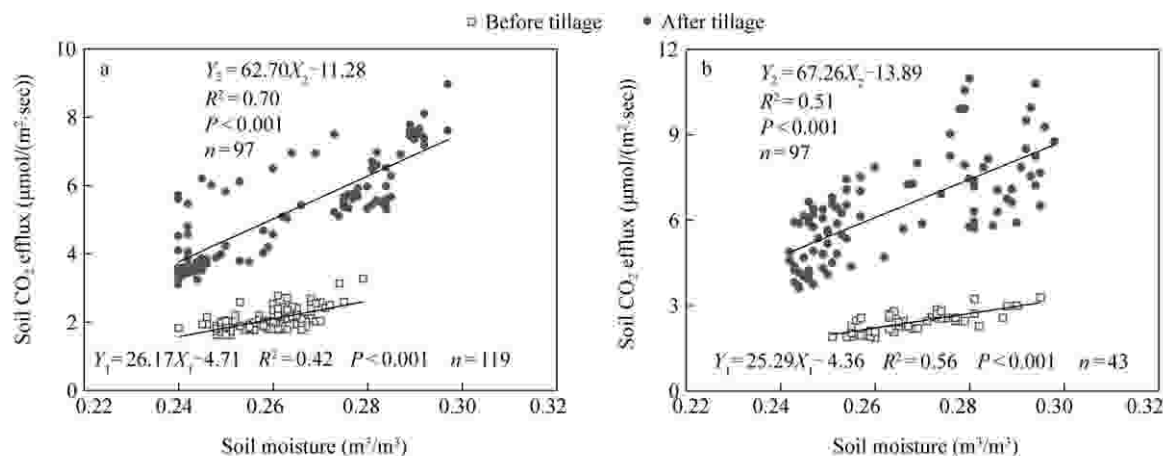 Before tillage After tillage
a
Y₂=62.70X₂−11.28
R²=0.70
P<0.001
n=97
Y₁=26.17X₁−4.71 R²=0.42 P<0.001 n=119
10
8
6
4
2
0
0.22 0.24 0.26 0.28 0.30 0.32
Soil CO₂ efflux (μmol/(m²·sec))
Soil moisture (m³/m³)
b
Y₂=67.26X₂−13.89
R²=0.51
P<0.001
n=97
Y₁=25.29X₁−4.36 R²=0.56 P<0.001 n=43
12
9
6
3
0
0.22 0.24 0.26 0.28 0.30 0.32
Soil CO₂ efflux (μmol/(m²·sec))
Soil moisture (m³/m³)